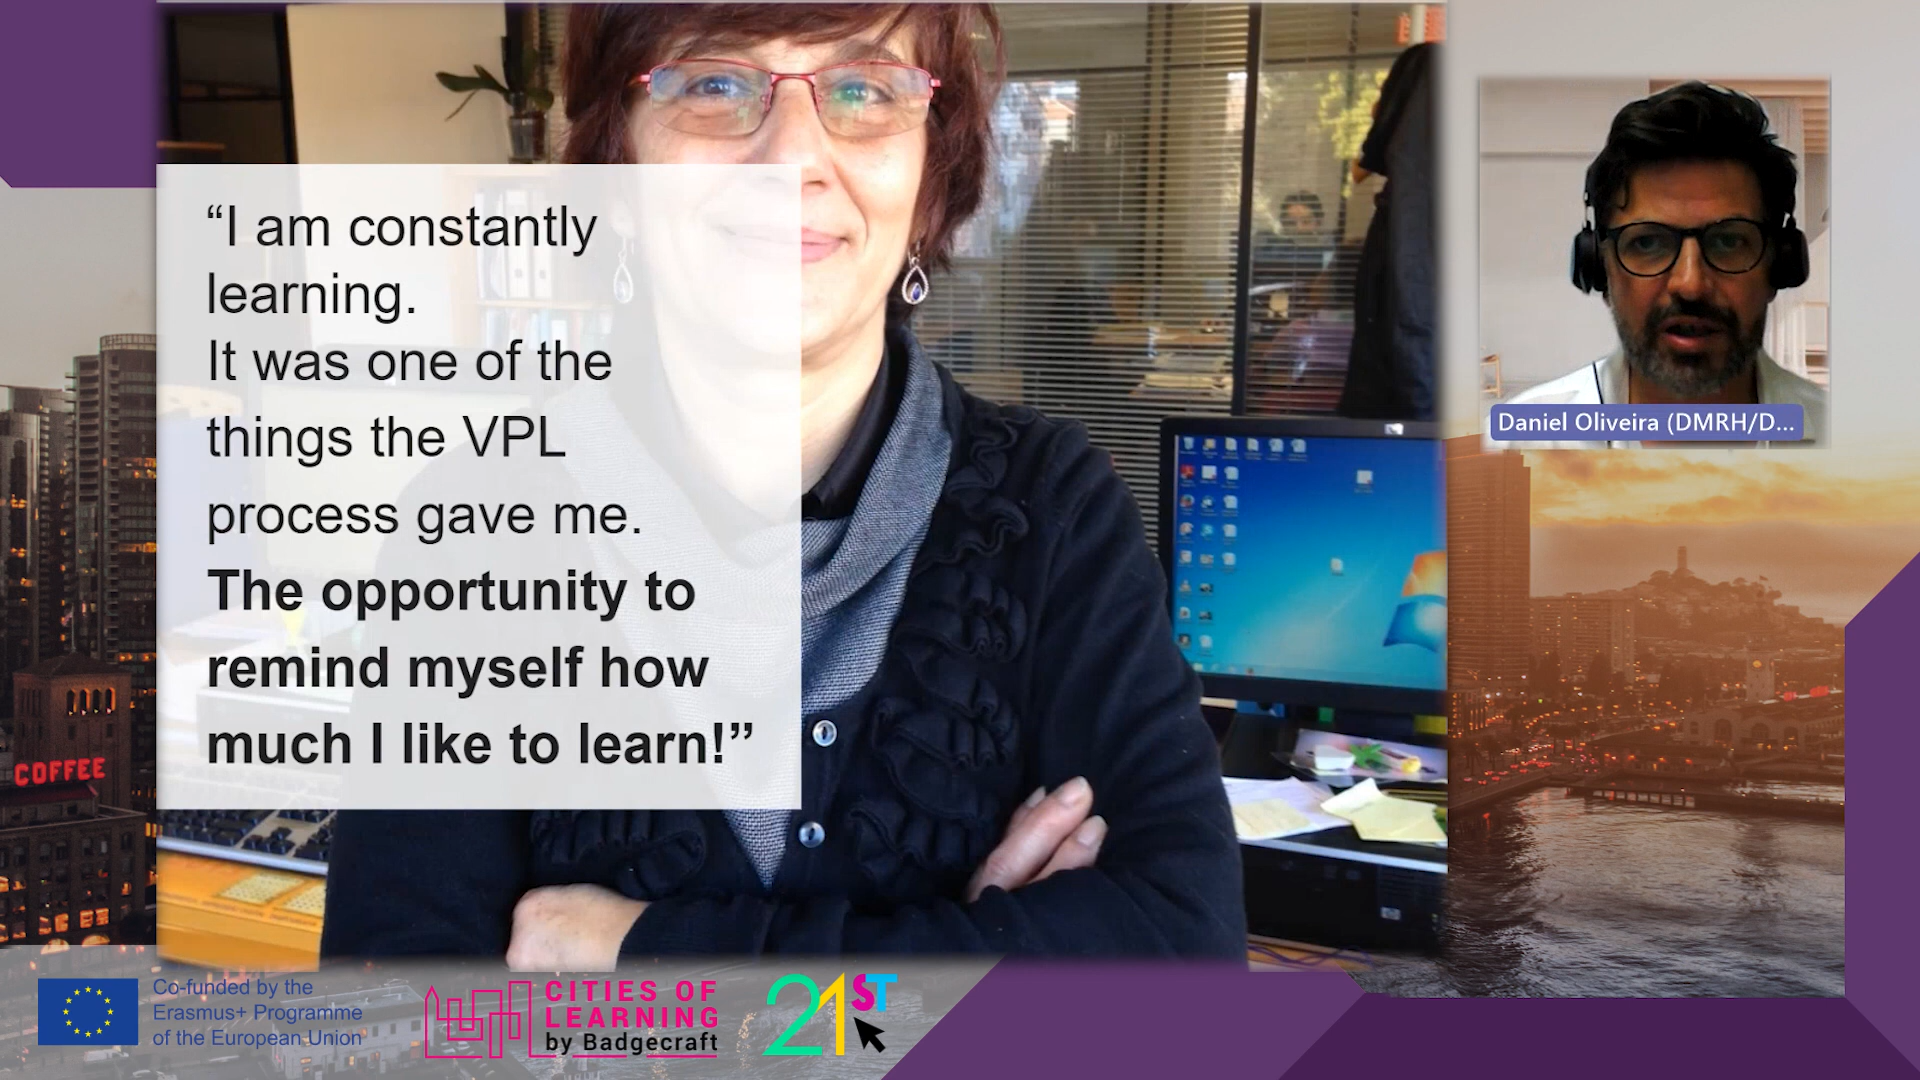 “I am constantly
learning.
It was one of the
things the VPL
process gave me.
The opportunity to
remind myself how
much I like to learn!”
Daniel Oliveira (DMRH/D...
COFFEE
Co-funded by the
Erasmus+ Programme
of the European Union
CITIES OF
LEARNING
by Badgecraft
21ST